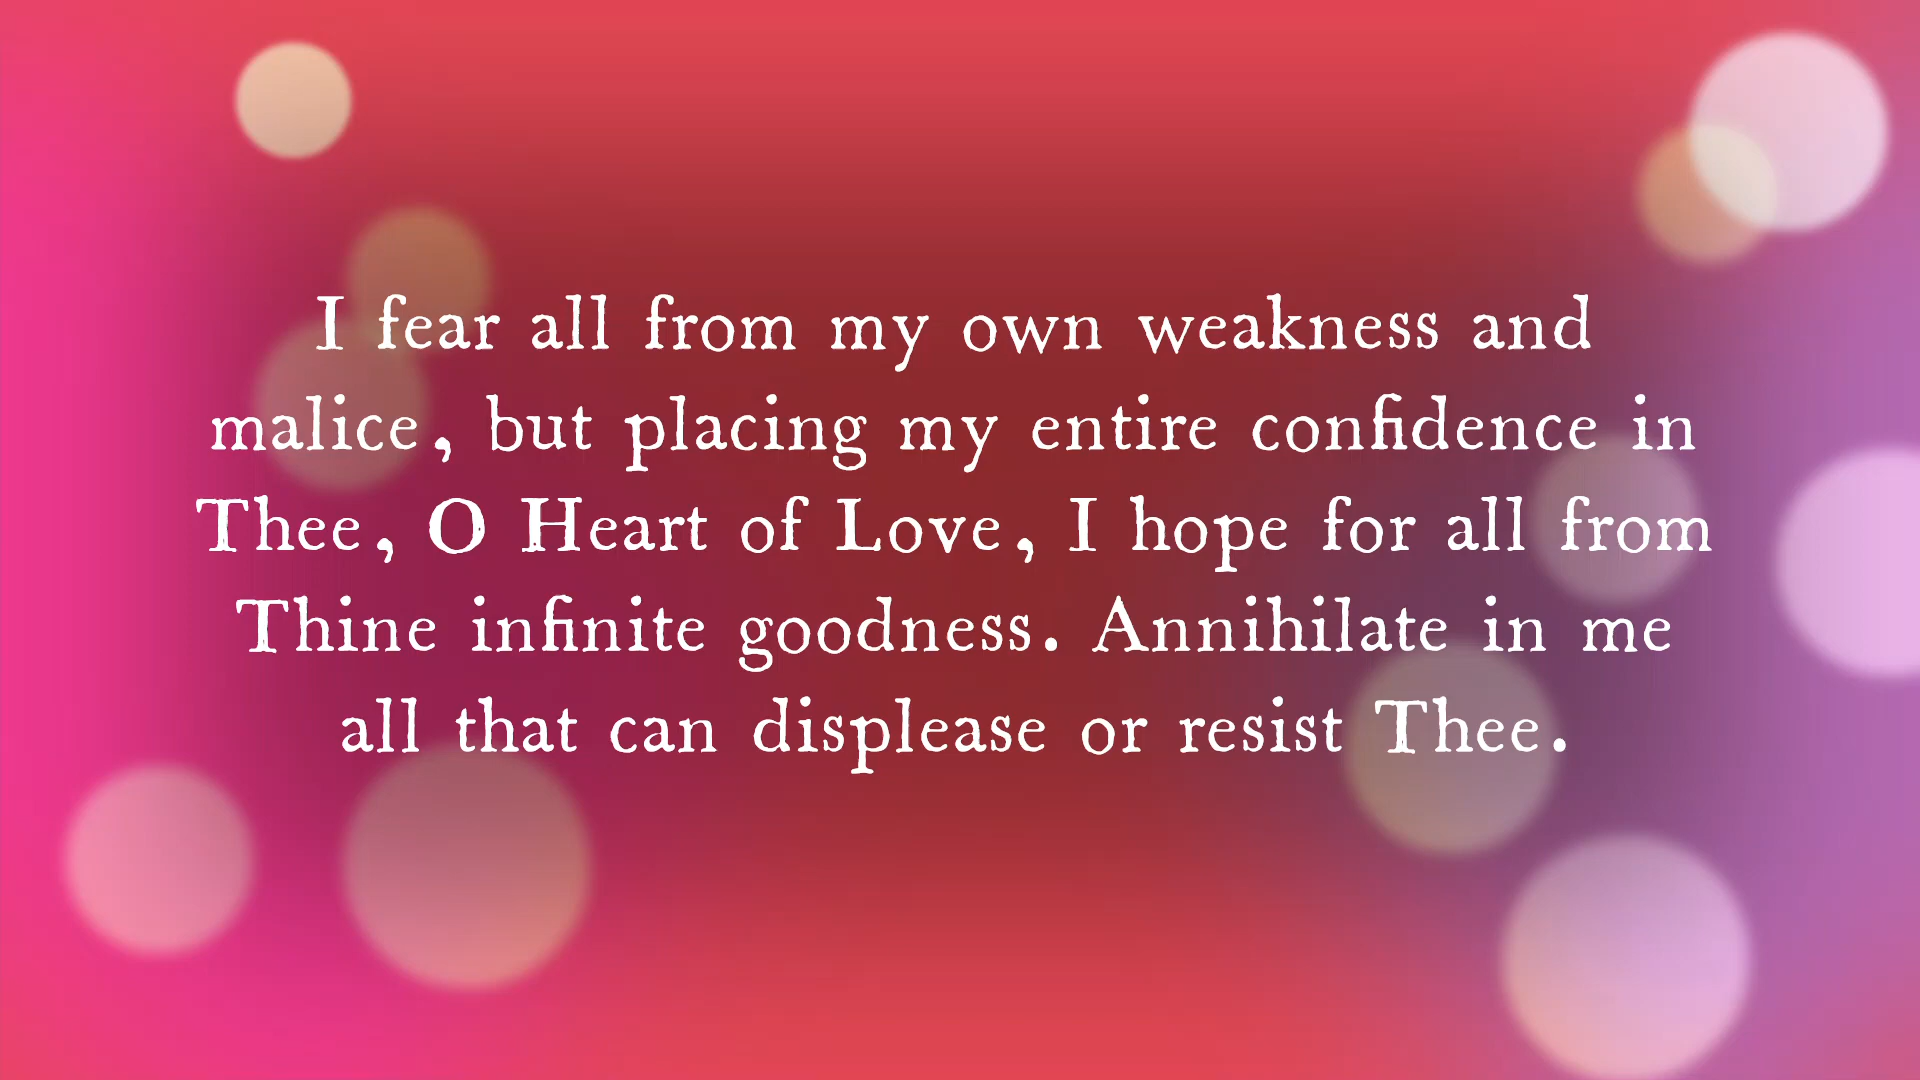 I fear all from my own weakness and
malice, but placing my entire confidence in
Thee, O Heart of Love, I hope for all from
Thine infinite goodness. Annihilate in me
all that can displease or resist Thee.